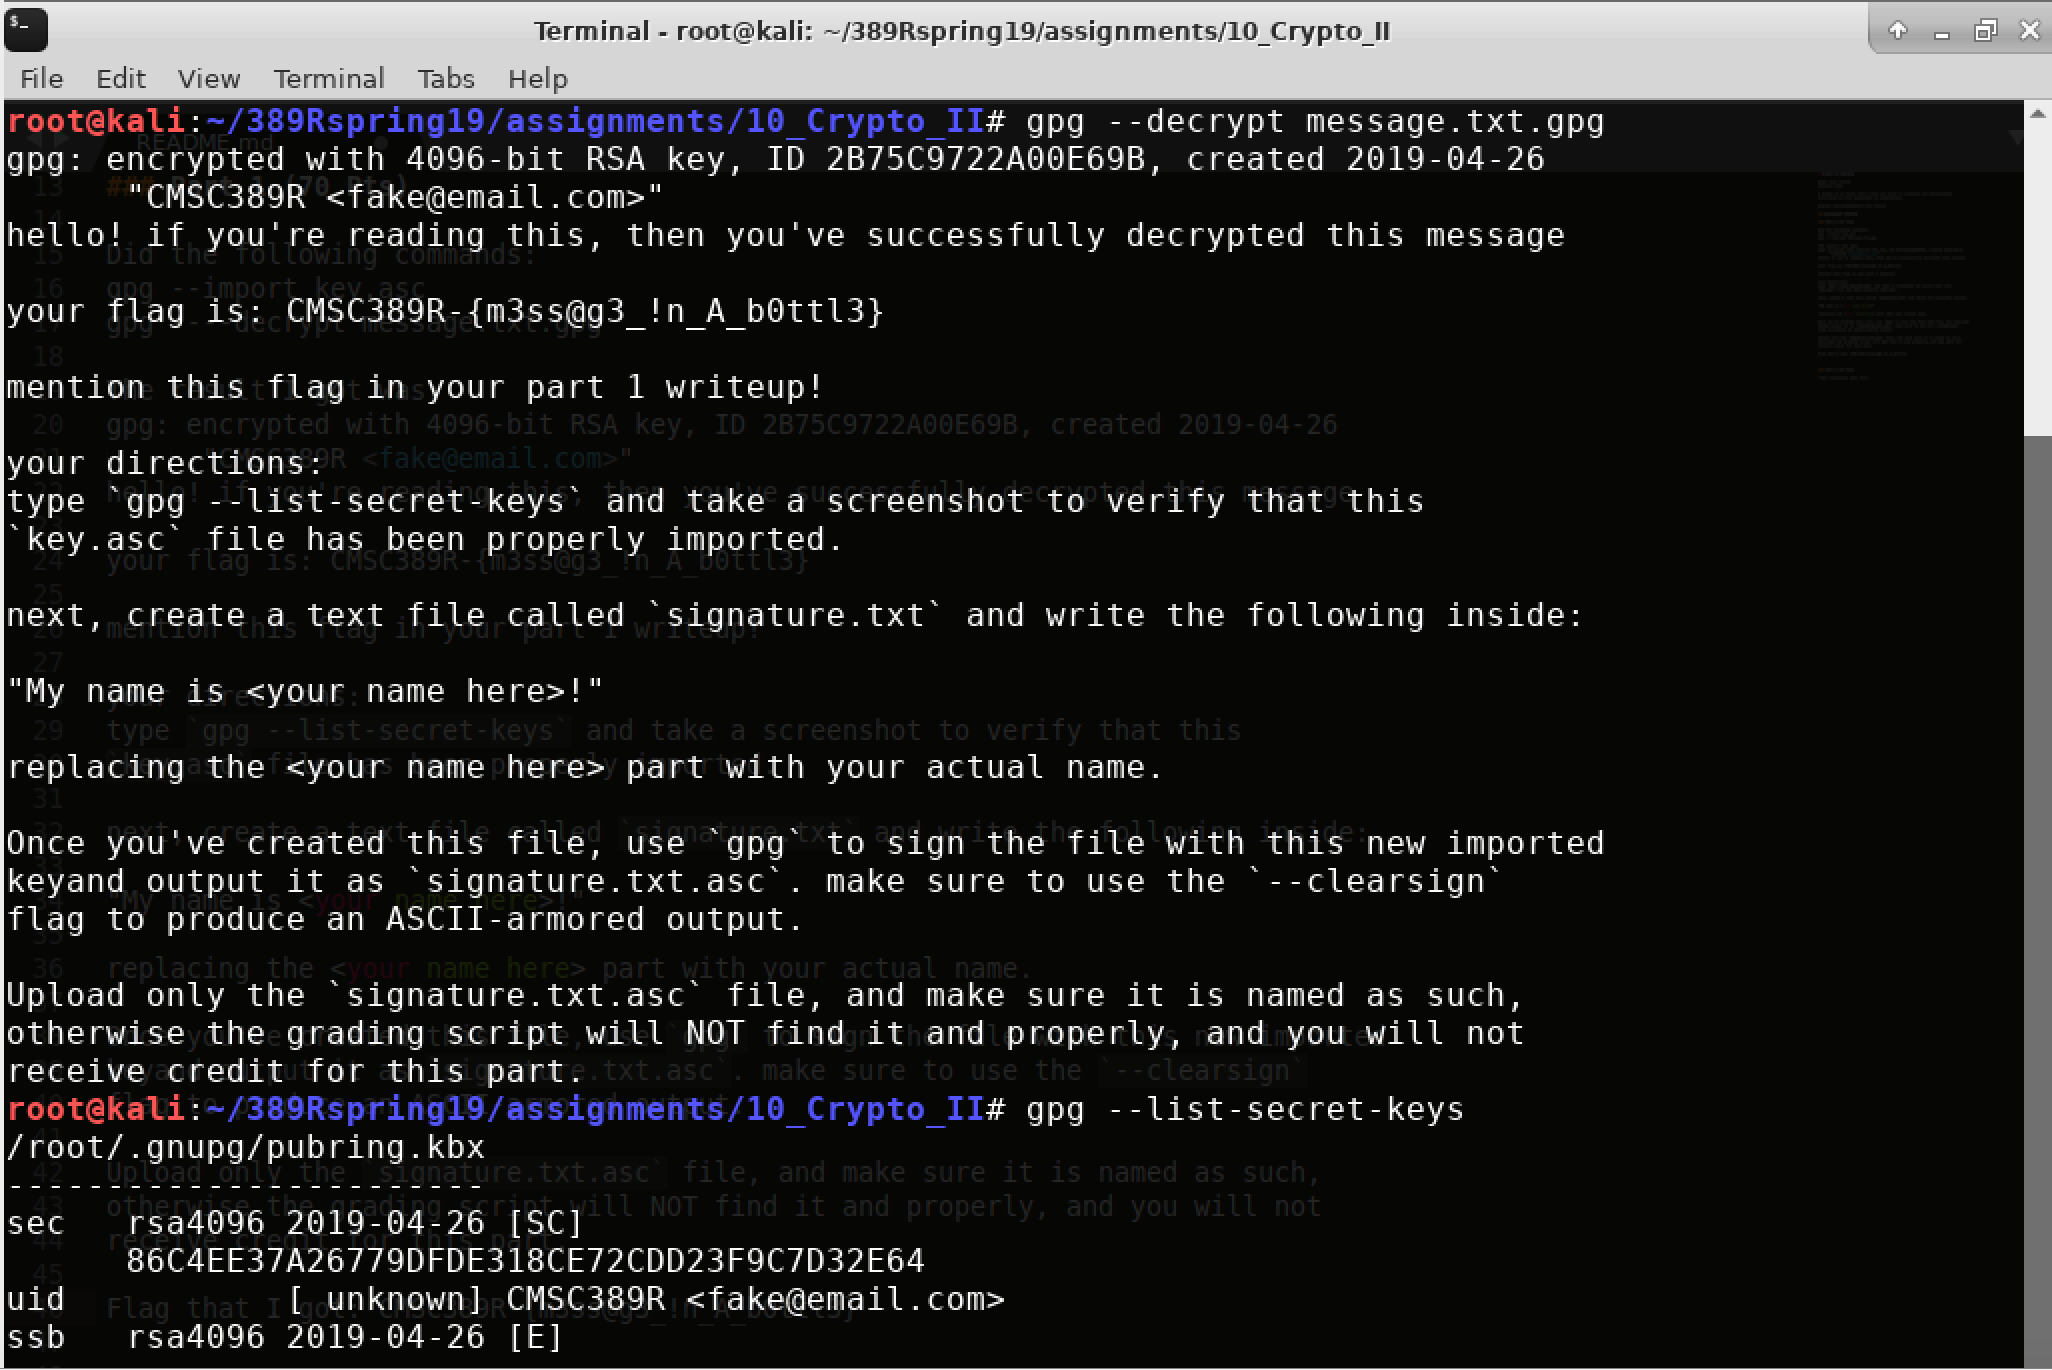 Terminal - root@kali: ~/389Rspring19/assignments/10_Crypto_II
File Edit View Terminal Tabs Help
root@kali:~/389Rspring19/assignments/10_Crypto_II# gpg --decrypt message.txt.gpg
gpg: encrypted with 4096-bit RSA key, ID 2B75C9722A00E69B, created 2019-04-26
      "CMSC389R <fake@email.com>"
hello! if you're reading this, then you've successfully decrypted this message
your flag is: CMSC389R-{m3ss@g3_!n_A_b0ttl3}
mention this flag in your part 1 writeup!
your directions:
type `gpg --list-secret-keys` and take a screenshot to verify that this
`key.asc` file has been properly imported.
next, create a text file called `signature.txt` and write the following inside:
"My name is <your name here>!"
replacing the <your name here> part with your actual name.
Once you've created this file, use `gpg` to sign the file with this new imported
keyand output it as `signature.txt.asc`. make sure to use the `--clearsign`
flag to produce an ASCII-armored output.
Upload only the `signature.txt.asc` file, and make sure it is named as such,
otherwise the grading script will NOT find it and properly, and you will not
receive credit for this part.
root@kali:~/389Rspring19/assignments/10_Crypto_II# gpg --list-secret-keys
/root/.gnupg/pubring.kbx
------------------------
sec   rsa4096 2019-04-26 [SC]
      86C4EE37A26779DFDE318CE72CDD23F9C7D32E64
uid           [ unknown] CMSC389R <fake@email.com>
ssb   rsa4096 2019-04-26 [E]